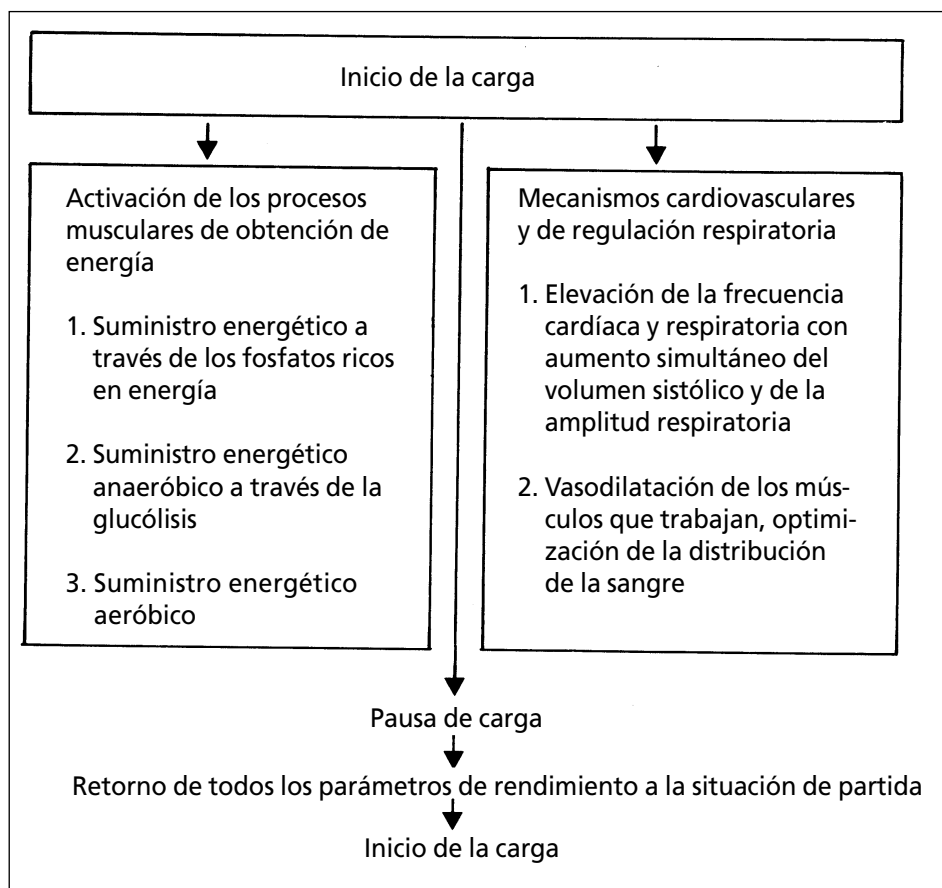 Inicio de la carga
Activación de los procesos
musculares de obtención de
energía
1. Suministro energético a
través de los fosfatos ricos
en energía
2. Suministro energético
anaeróbico a través de la
glucólisis
3. Suministro energético
aeróbico
Mecanismos cardiovasculares
y de regulación respiratoria
1. Elevación de la frecuencia
cardíaca y respiratoria con
aumento simultáneo del
volumen sistólico y de la
amplitud respiratoria
2. Vasodilatación de los mús-
culos que trabajan, optimi-
zación de la distribución
de la sangre
Pausa de carga
Retorno de todos los parámetros de rendimiento a la situación de partida
Inicio de la carga